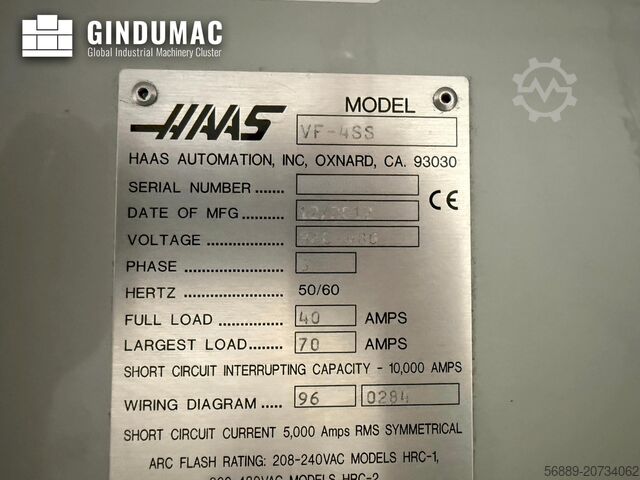 GINDUMAC
Global Industrial Machinery Cluster
HAAS
MODEL
VF-4SS
HAAS AUTOMATION, INC, OXNARD, CA. 93030
SERIAL NUMBER .......
DATE OF MFG ..........
CE
VOLTAGE ................
PHASE .................... 3
HERTZ .................... 50/60
FULL LOAD ............... 40 AMPS
LARGEST LOAD......... 70 AMPS
SHORT CIRCUIT INTERRUPTING CAPACITY - 10,000 AMPS
WIRING DIAGRAM ..... 96 0284
SHORT CIRCUIT CURRENT 5,000 Amps RMS SYMMETRICAL
ARC FLASH RATING: 208-240VAC MODELS HRC-1,
56889-20734062